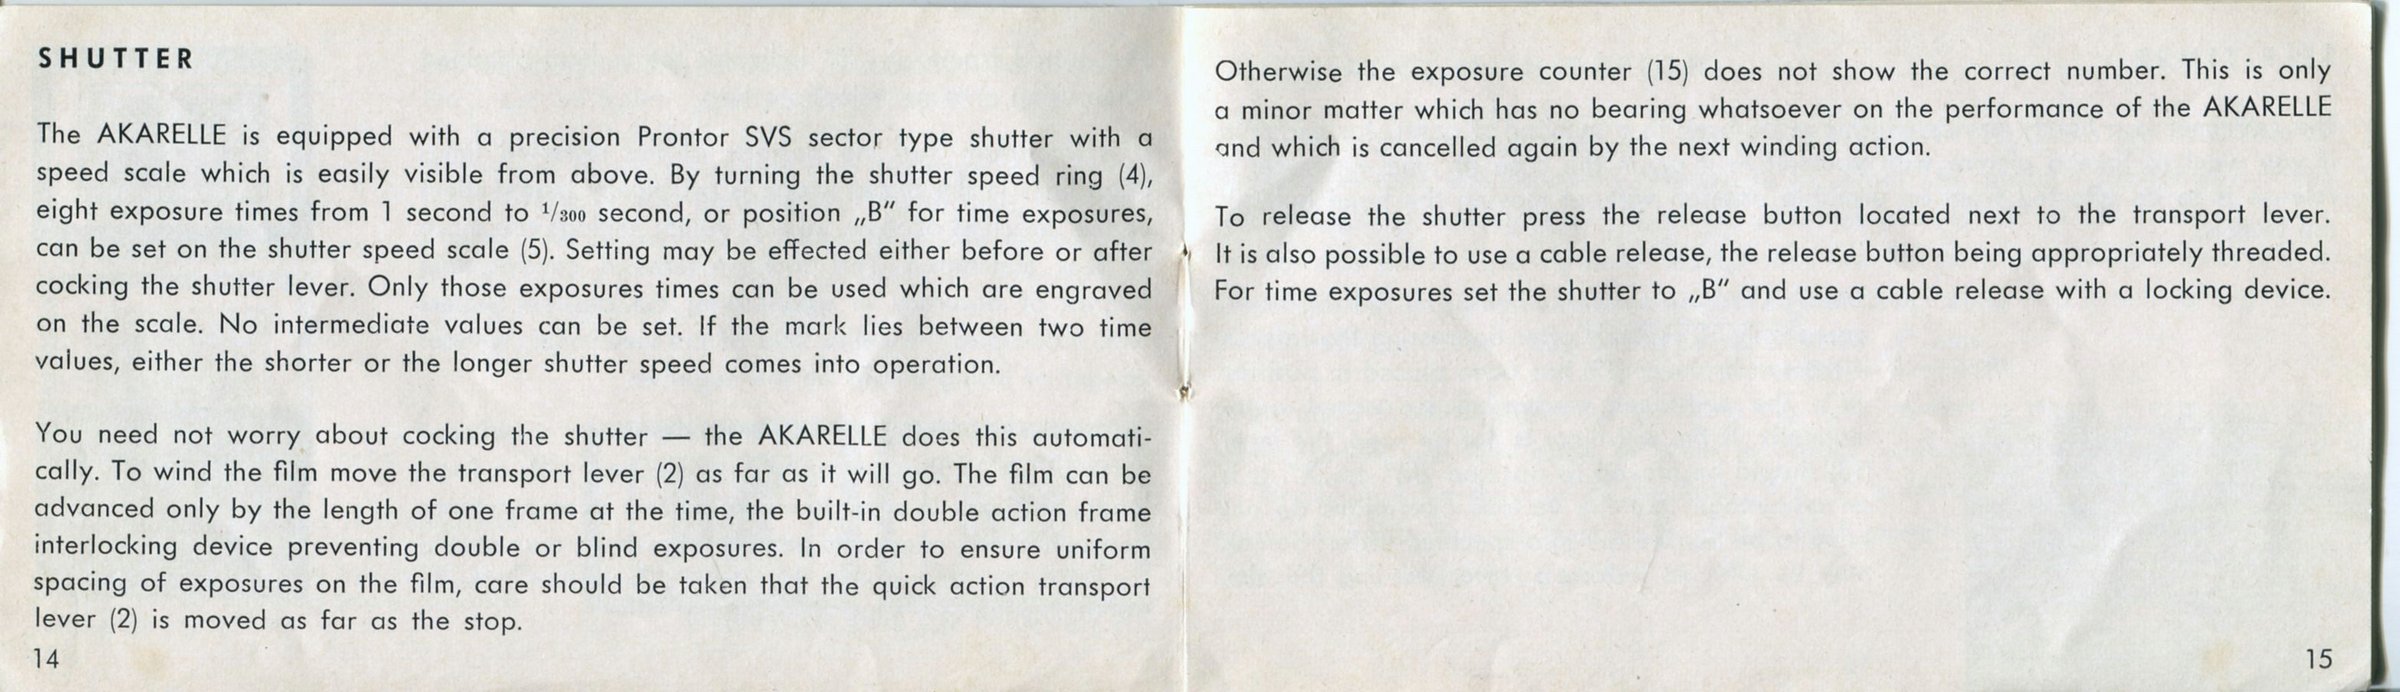 SHUTTER
The AKARELLE is equipped with a precision Prontor SVS sector type shutter with a
speed scale which is easily visible from above. By turning the shutter speed ring (4),
eight exposure times from 1 second to 1/300 second, or position „B" for time exposures,
can be set on the shutter speed scale (5). Setting may be effected either before or after
cocking the shutter lever. Only those exposures times can be used which are engraved
on the scale. No intermediate values can be set. If the mark lies between two time
values, either the shorter or the longer shutter speed comes into operation.
You need not worry about cocking the shutter — the AKARELLE does this automati-
cally. To wind the film move the transport lever (2) as far as it will go. The film can be
advanced only by the length of one frame at the time, the built-in double action frame
interlocking device preventing double or blind exposures. In order to ensure uniform
spacing of exposures on the film, care should be taken that the quick action transport
lever (2) is moved as far as the stop.
14
Otherwise the exposure counter (15) does not show the correct number. This is only
a minor matter which has no bearing whatsoever on the performance of the AKARELLE
and which is cancelled again by the next winding action.
To release the shutter press the release button located next to the transport lever.
It is also possible to use a cable release, the release button being appropriately threaded.
For time exposures set the shutter to „B" and use a cable release with a locking device.
15